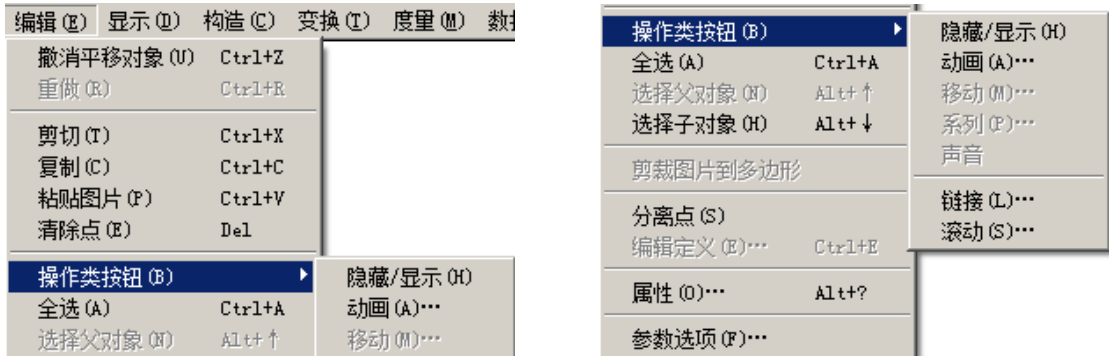 编辑(E) 显示(D) 构造(C) 变换(T) 度量(M) 数
撤消平移对象(U) Ctrl+Z
重做(R) Ctrl+R
剪切(T) Ctrl+X
复制(C) Ctrl+C
粘贴图片(P) Ctrl+V
清除点(E) Del
操作类按钮(B)
全选(A) Ctrl+A
选择父对象(N) Alt+↑
隐藏/显示(H)
动画(A)…
移动(M)…
操作类按钮(B)
全选(A) Ctrl+A
选择父对象(N) Alt+↑
选择子对象(H) Alt+↓
剪裁图片到多边形
分离点(S)
编辑定义(E)… Ctrl+E
属性(O)… Alt+?
参数选项(F)…
隐藏/显示(H)
动画(A)…
移动(M)…
系列(P)…
声音
链接(L)…
滚动(S)…